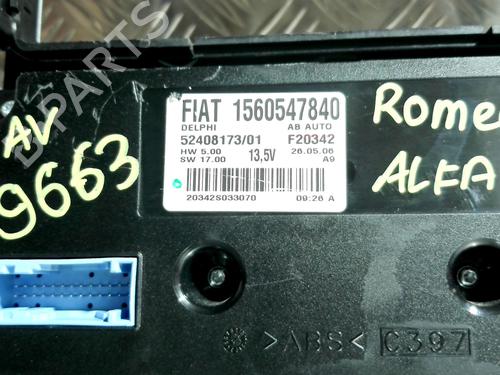 FIAT 1560547840
DELPHI AB AUTO
52408173/01 F20342
HW 5.00 13,5V 26.05.06
SW 17.00 A9
20342S033070 09:26 A
AV
9663
Rome
ALFA
>ABS< C397
B-PARTS